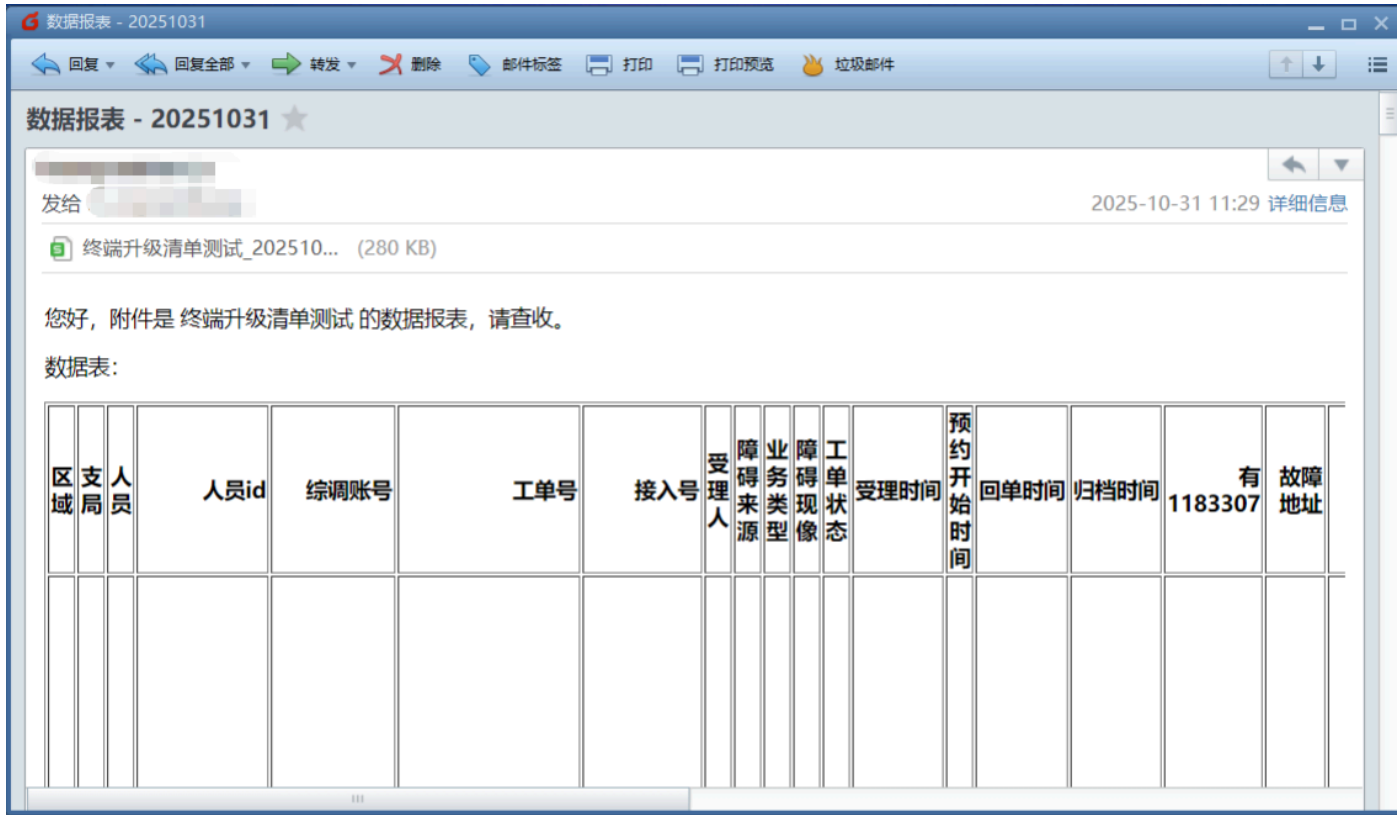 数据报表 - 20251031
回复 回复全部 转发 删除 邮件标签 打印 打印预览 垃圾邮件
数据报表 - 20251031
发给
2025-10-31 11:29 详细信息
终端升级清单测试_202510... (280 KB)
您好，附件是 终端升级清单测试 的数据报表，请查收。
数据表：
区域 支局 人员 人员id 综调账号 工单号 接入号 受理人 障碍来源 业务类型 障碍现像 工单状态 受理时间 预约开始时间 回单时间 归档时间 有1183307 故障地址